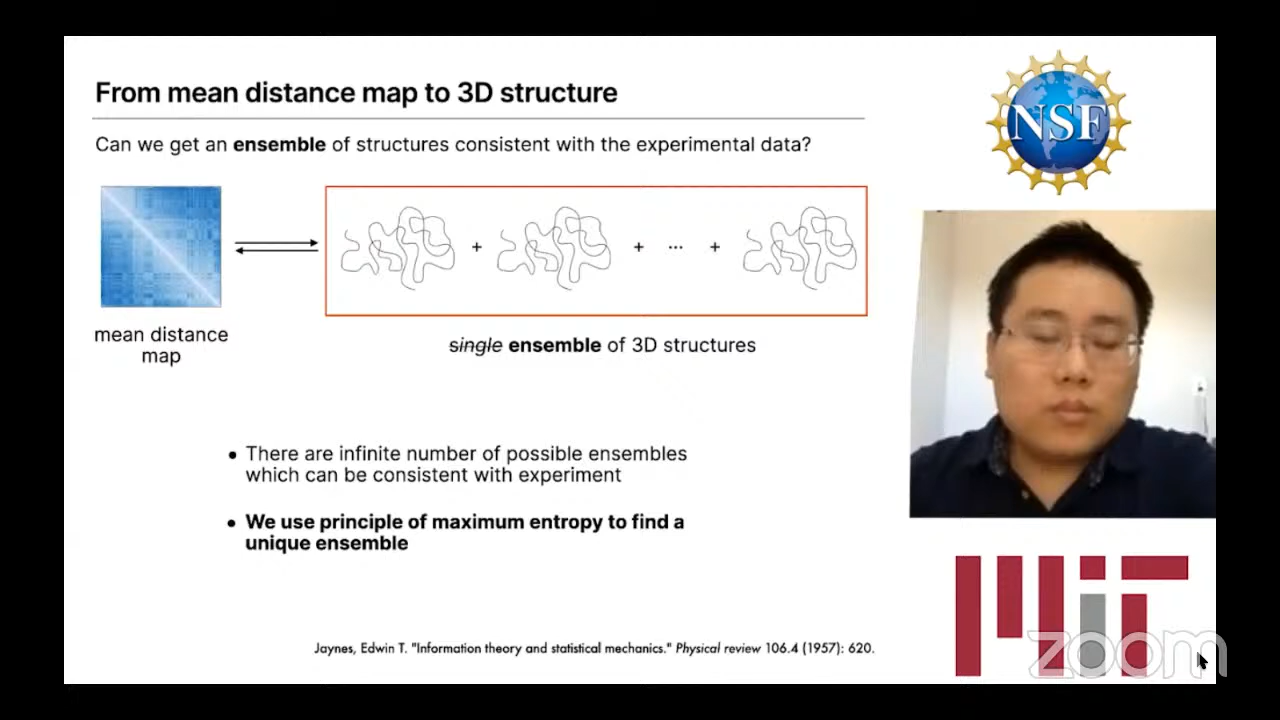 From mean distance map to 3D structure
Can we get an ensemble of structures consistent with the experimental data?
+ + ... +
mean distance
map
single ensemble of 3D structures
• There are infinite number of possible ensembles
which can be consistent with experiment
• We use principle of maximum entropy to find a
unique ensemble
Jaynes, Edwin T. "Information theory and statistical mechanics." Physical review 106.4 (1957): 620.
NSF
MIT
zoom